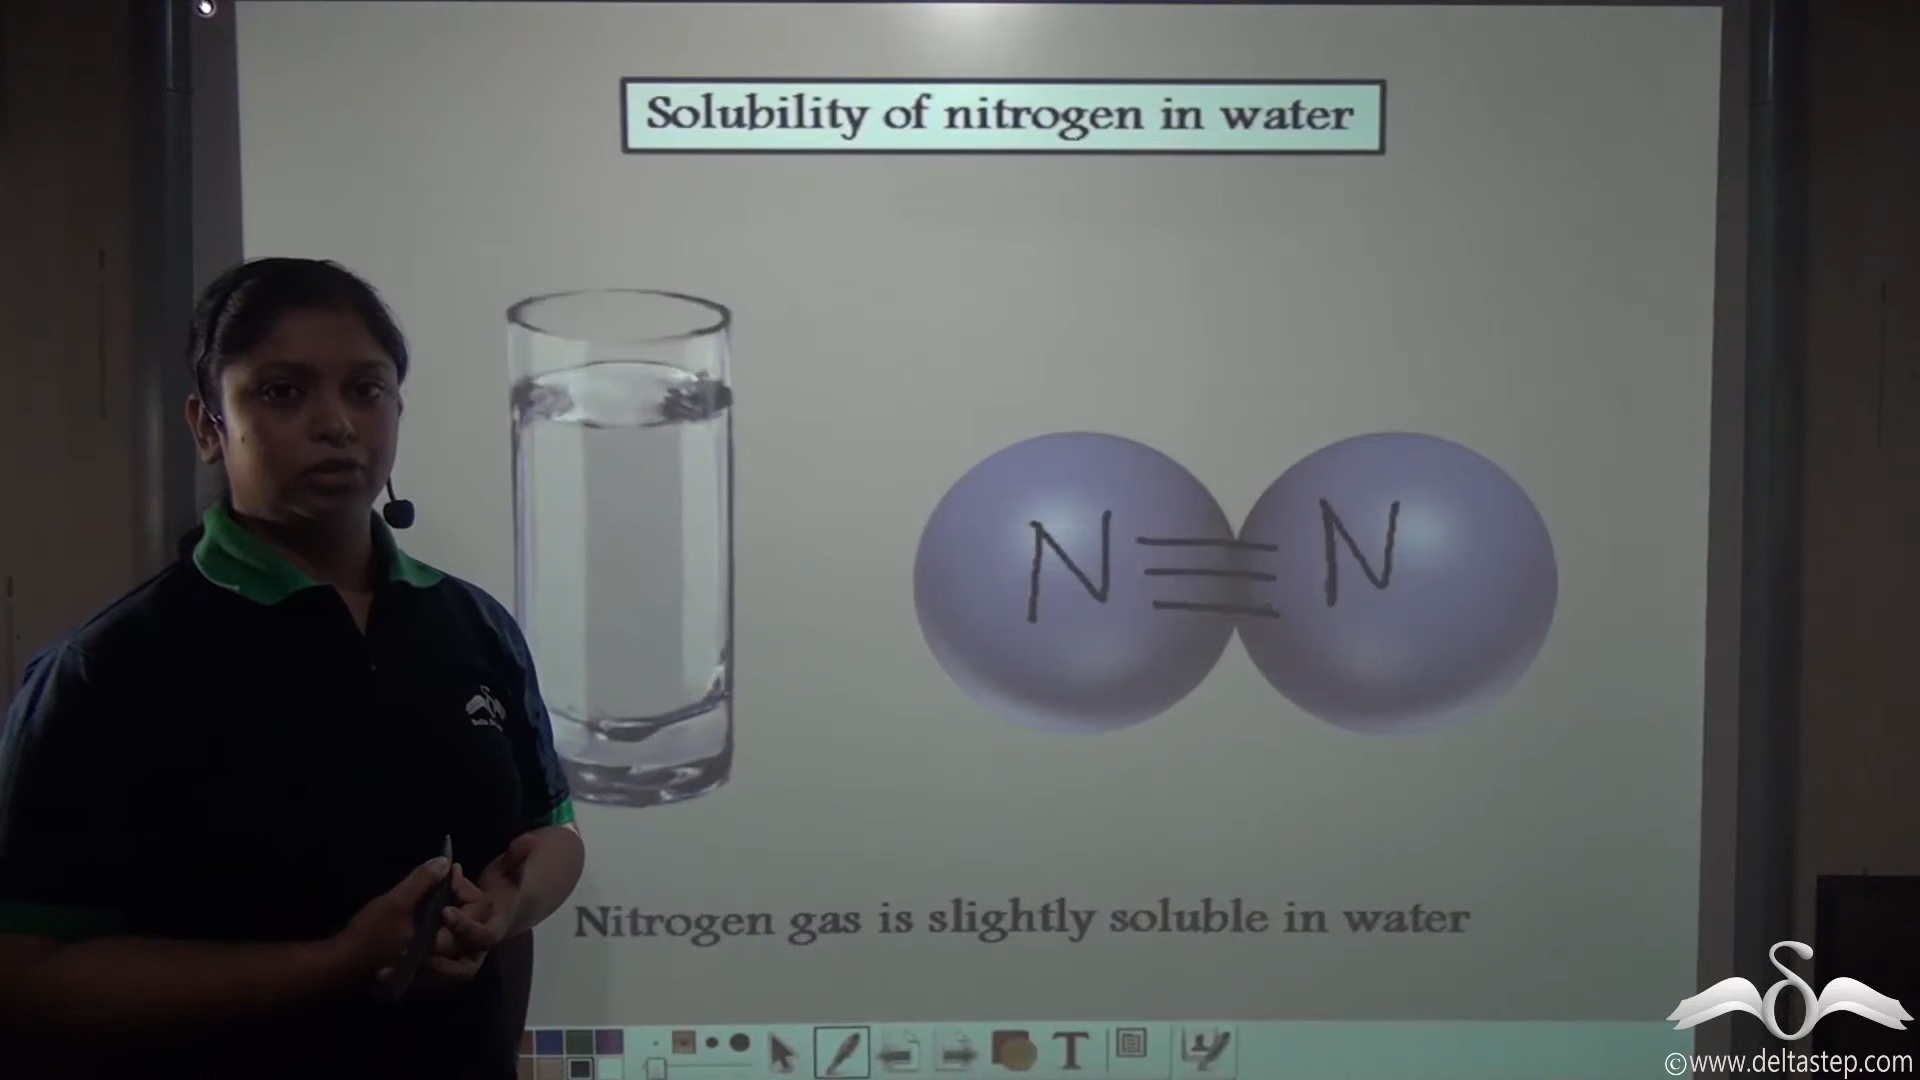 Solubility of nitrogen in water
N ≡ N
Nitrogen gas is slightly soluble in water
T
©www.deltastep.com